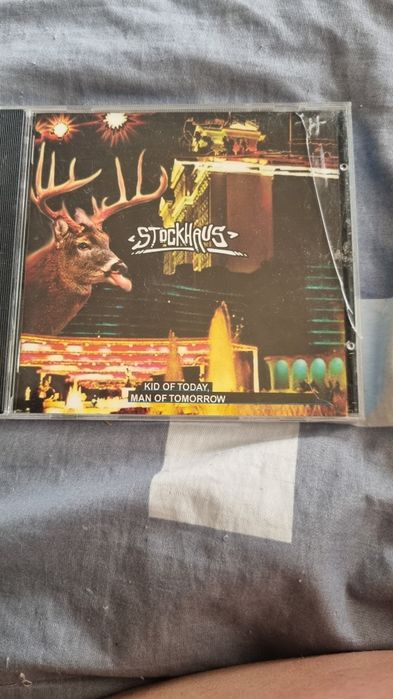 STOCKHAUS
KID OF TODAY,
MAN OF TOMORROW